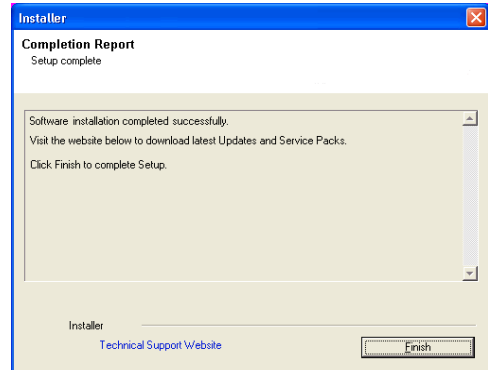 Installer
Completion Report
Setup complete
Software installation completed successfully.
Visit the website below to download latest Updates and Service Packs.
Click Finish to complete Setup.
Installer
Technical Support Website
Finish